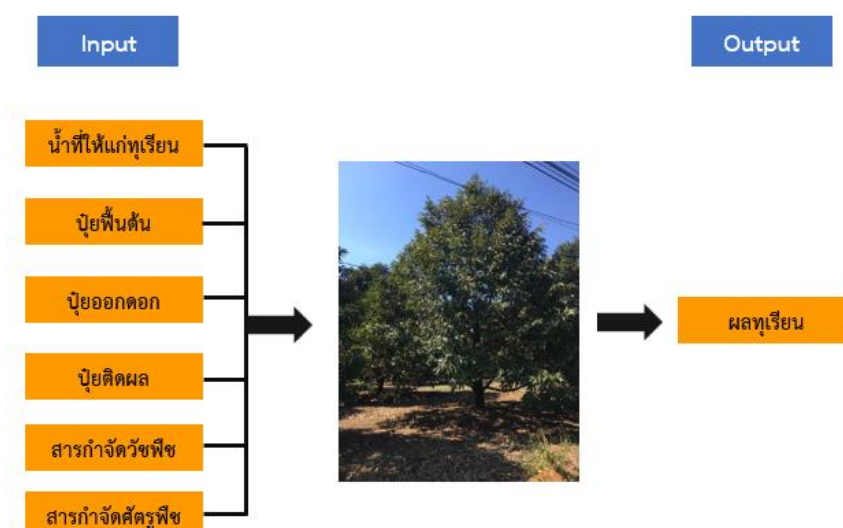 Input
Output
น้ำที่ให้แก่ทุเรียน
ปุ๋ยฟื้นต้น
ปุ๋ยออกดอก
ปุ๋ยติดผล
สารกำจัดวัชพืช
สารกำจัดศัตรูพืช
ผลทุเรียน